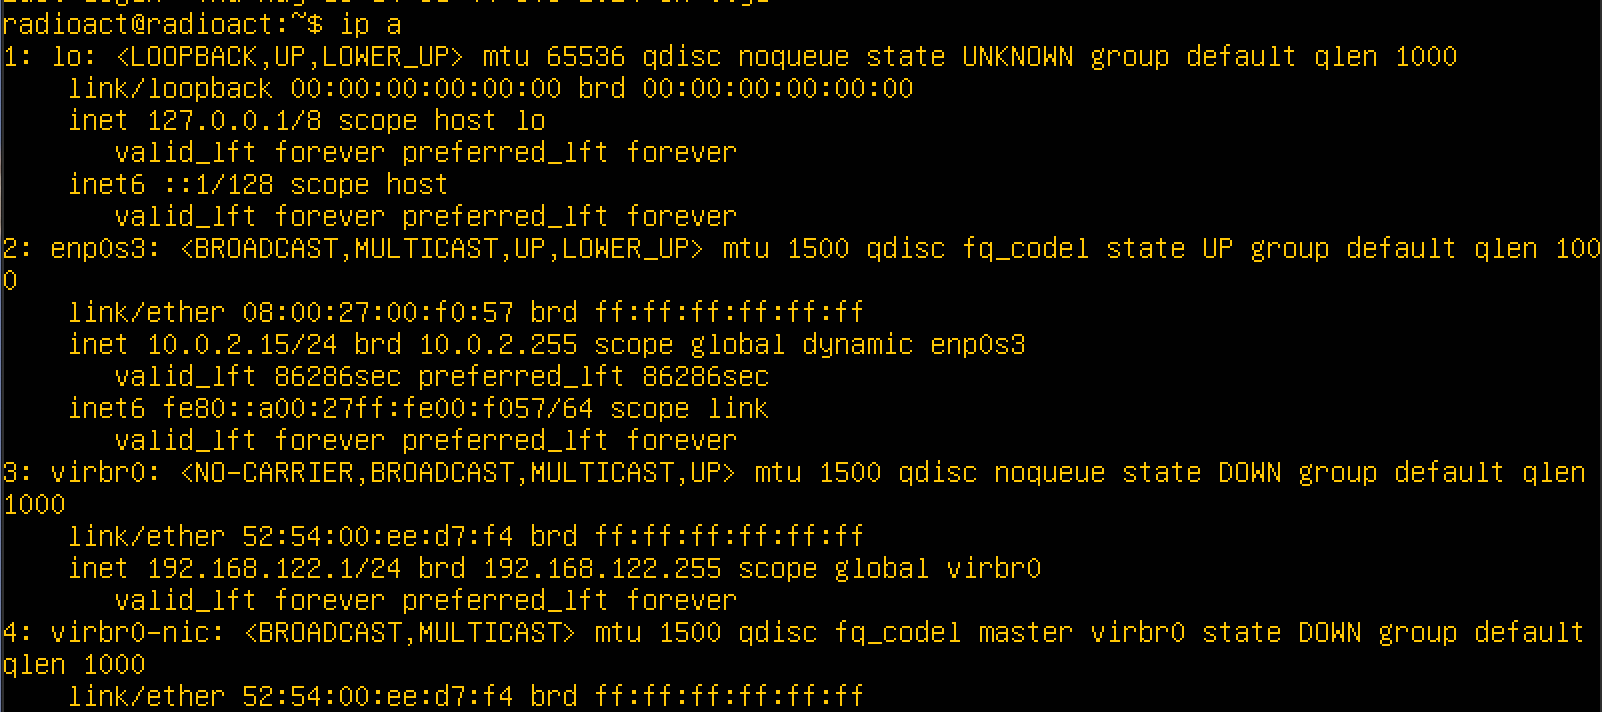 radioact@radioact:~$ ip a
1: lo: <LOOPBACK,UP,LOWER_UP> mtu 65536 qdisc noqueue state UNKNOWN group default qlen 1000
    link/loopback 00:00:00:00:00:00 brd 00:00:00:00:00:00
    inet 127.0.0.1/8 scope host lo
       valid_lft forever preferred_lft forever
    inet6 ::1/128 scope host
       valid_lft forever preferred_lft forever
2: enp0s3: <BROADCAST,MULTICAST,UP,LOWER_UP> mtu 1500 qdisc fq_codel state UP group default qlen 100
0
    link/ether 08:00:27:00:f0:57 brd ff:ff:ff:ff:ff:ff
    inet 10.0.2.15/24 brd 10.0.2.255 scope global dynamic enp0s3
       valid_lft 86286sec preferred_lft 86286sec
    inet6 fe80::a00:27ff:fe00:f057/64 scope link
       valid_lft forever preferred_lft forever
3: virbr0: <NO-CARRIER,BROADCAST,MULTICAST,UP> mtu 1500 qdisc noqueue state DOWN group default qlen
1000
    link/ether 52:54:00:ee:d7:f4 brd ff:ff:ff:ff:ff:ff
    inet 192.168.122.1/24 brd 192.168.122.255 scope global virbr0
       valid_lft forever preferred_lft forever
4: virbr0-nic: <BROADCAST,MULTICAST> mtu 1500 qdisc fq_codel master virbr0 state DOWN group default
qlen 1000
    link/ether 52:54:00:ee:d7:f4 brd ff:ff:ff:ff:ff:ff